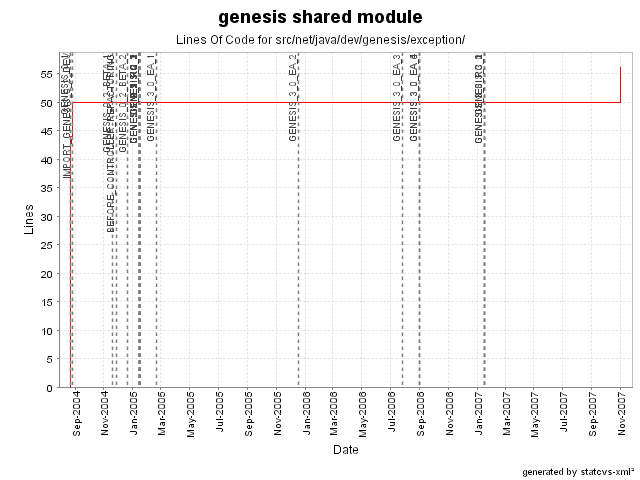 genesis shared module
Lines Of Code for src/net/java/dev/genesis/exception/
GENESIS_3_0_EA_1
GENESIS_3_0_EA_2
GENESIS_3_0_EA_3
55
50
45
40
35
30
25
20
15
10
5
0
Lines
Sep-2004
Nov-2004
Jan-2005
Mar-2005
May-2005
Jul-2005
Sep-2005
Nov-2005
Jan-2006
Mar-2006
May-2006
Jul-2006
Sep-2006
Nov-2006
Jan-2007
Mar-2007
May-2007
Jul-2007
Sep-2007
Nov-2007
Date
generated by statcvs-xml²